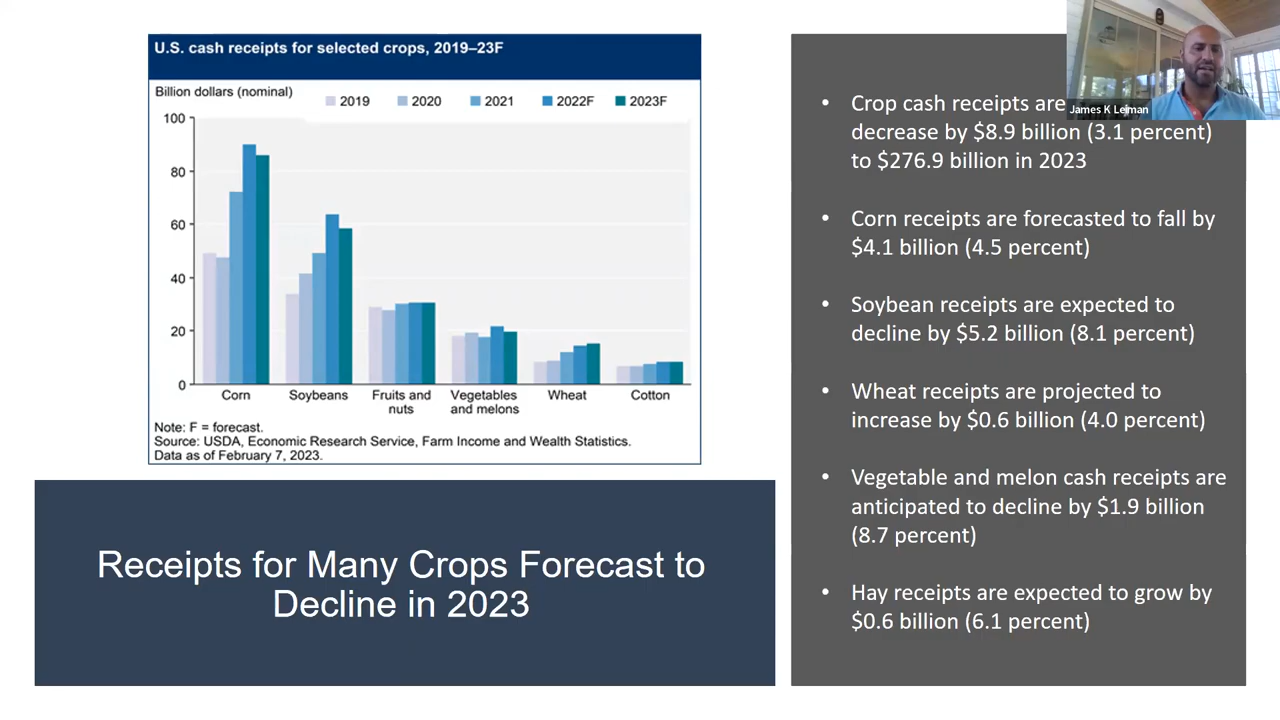 U.S. cash receipts for selected crops, 2019–23F
Billion dollars (nominal)
2019 2020 2021 2022F 2023F
100
80
60
40
20
0
Corn Soybeans Fruits and nuts Vegetables and melons Wheat Cotton
Note: F = forecast.
Source: USDA, Economic Research Service, Farm Income and Wealth Statistics.
Data as of February 7, 2023.
Receipts for Many Crops Forecast to
Decline in 2023
James K Leiman
• Crop cash receipts are
decrease by $8.9 billion (3.1 percent)
to $276.9 billion in 2023
• Corn receipts are forecasted to fall by
$4.1 billion (4.5 percent)
• Soybean receipts are expected to
decline by $5.2 billion (8.1 percent)
• Wheat receipts are projected to
increase by $0.6 billion (4.0 percent)
• Vegetable and melon cash receipts are
anticipated to decline by $1.9 billion
(8.7 percent)
• Hay receipts are expected to grow by
$0.6 billion (6.1 percent)